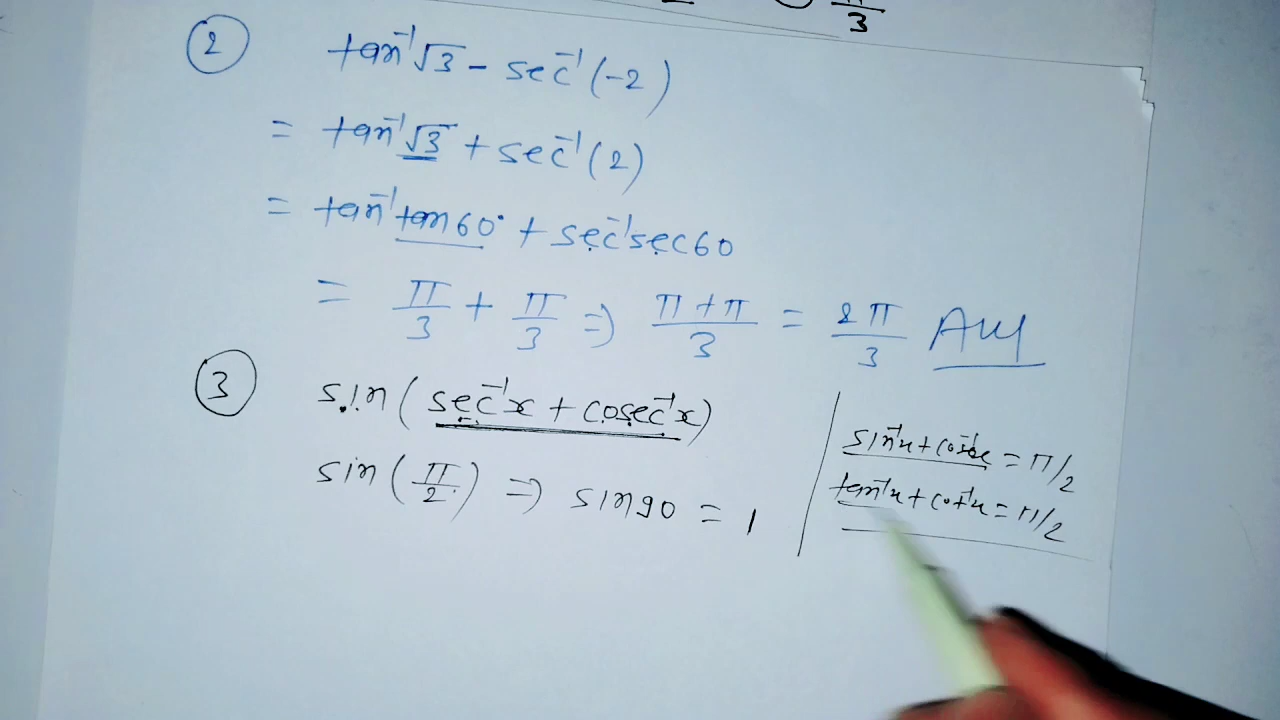 π/3
② tan⁻¹√3 - sec⁻¹(-2)
= tan⁻¹√3 + sec⁻¹(2)
= tan⁻¹tan60° + sec⁻¹sec60
= π/3 + π/3 ⇒ π+π/3 = 2π/3 Ans
③ sin(sec⁻¹x + cosec⁻¹x)
sin(π/2) ⇒ sin90 = 1
sin⁻¹x + cos⁻¹x = π/2
tan⁻¹x + cot⁻¹x = π/2